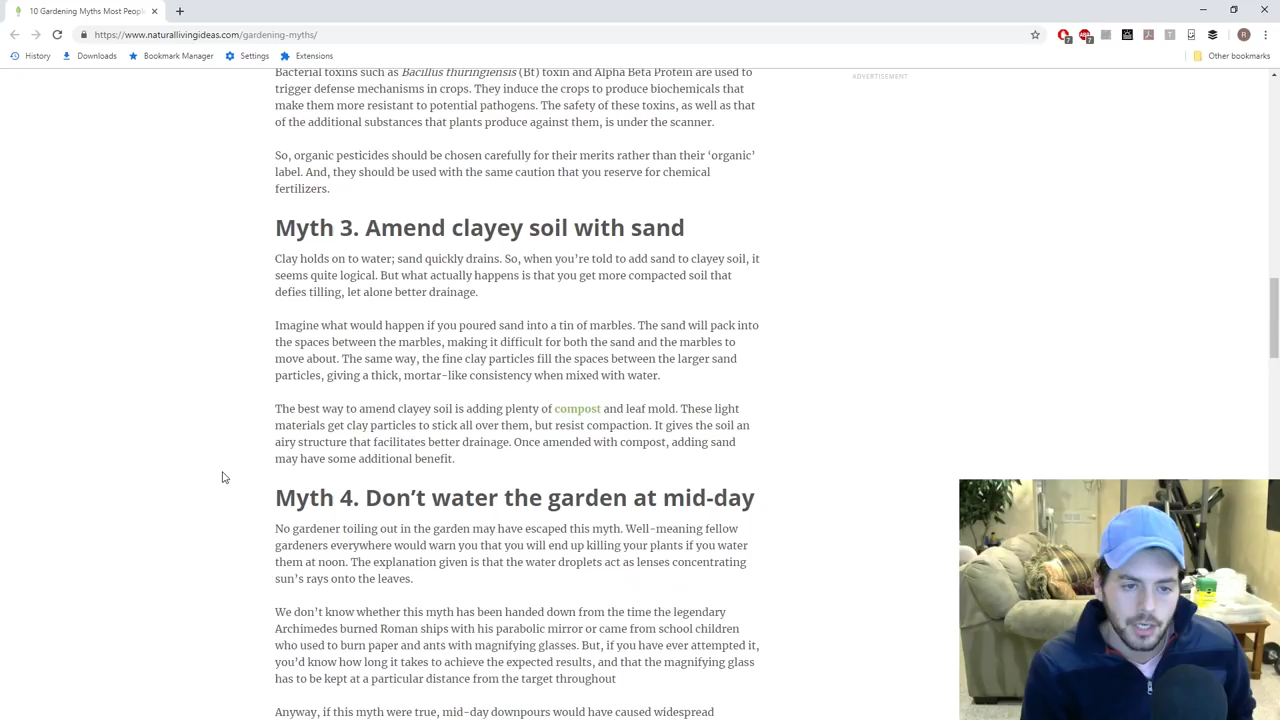 10 Gardening Myths Most People
https://www.naturallivingideas.com/gardening-myths/
7
7
R
History
Downloads
Bookmark Manager
Settings
Extensions
Other bookmarks
ADVERTISEMENT
Bacterial toxins such as Bacillus thuringiensis (Bt) toxin and Alpha Beta Protein are used to
trigger defense mechanisms in crops. They induce the crops to produce biochemicals that
make them more resistant to potential pathogens. The safety of these toxins, as well as that
of the additional substances that plants produce against them, is under the scanner.
So, organic pesticides should be chosen carefully for their merits rather than their ‘organic’
label. And, they should be used with the same caution that you reserve for chemical
fertilizers.
Myth 3. Amend clayey soil with sand
Clay holds on to water; sand quickly drains. So, when you’re told to add sand to clayey soil, it
seems quite logical. But what actually happens is that you get more compacted soil that
defies tilling, let alone better drainage.
Imagine what would happen if you poured sand into a tin of marbles. The sand will pack into
the spaces between the marbles, making it difficult for both the sand and the marbles to
move about. The same way, the fine clay particles fill the spaces between the larger sand
particles, giving a thick, mortar-like consistency when mixed with water.
The best way to amend clayey soil is adding plenty of compost and leaf mold. These light
materials get clay particles to stick all over them, but resist compaction. It gives the soil an
airy structure that facilitates better drainage. Once amended with compost, adding sand
may have some additional benefit.
Myth 4. Don’t water the garden at mid-day
No gardener toiling out in the garden may have escaped this myth. Well-meaning fellow
gardeners everywhere would warn you that you will end up killing your plants if you water
them at noon. The explanation given is that the water droplets act as lenses concentrating
sun’s rays onto the leaves.
We don’t know whether this myth has been handed down from the time the legendary
Archimedes burned Roman ships with his parabolic mirror or came from school children
who used to burn paper and ants with magnifying glasses. But, if you have ever attempted it,
you’d know how long it takes to achieve the expected results, and that the magnifying glass
has to be kept at a particular distance from the target throughout
Anyway, if this myth were true, mid-day downpours would have caused widespread